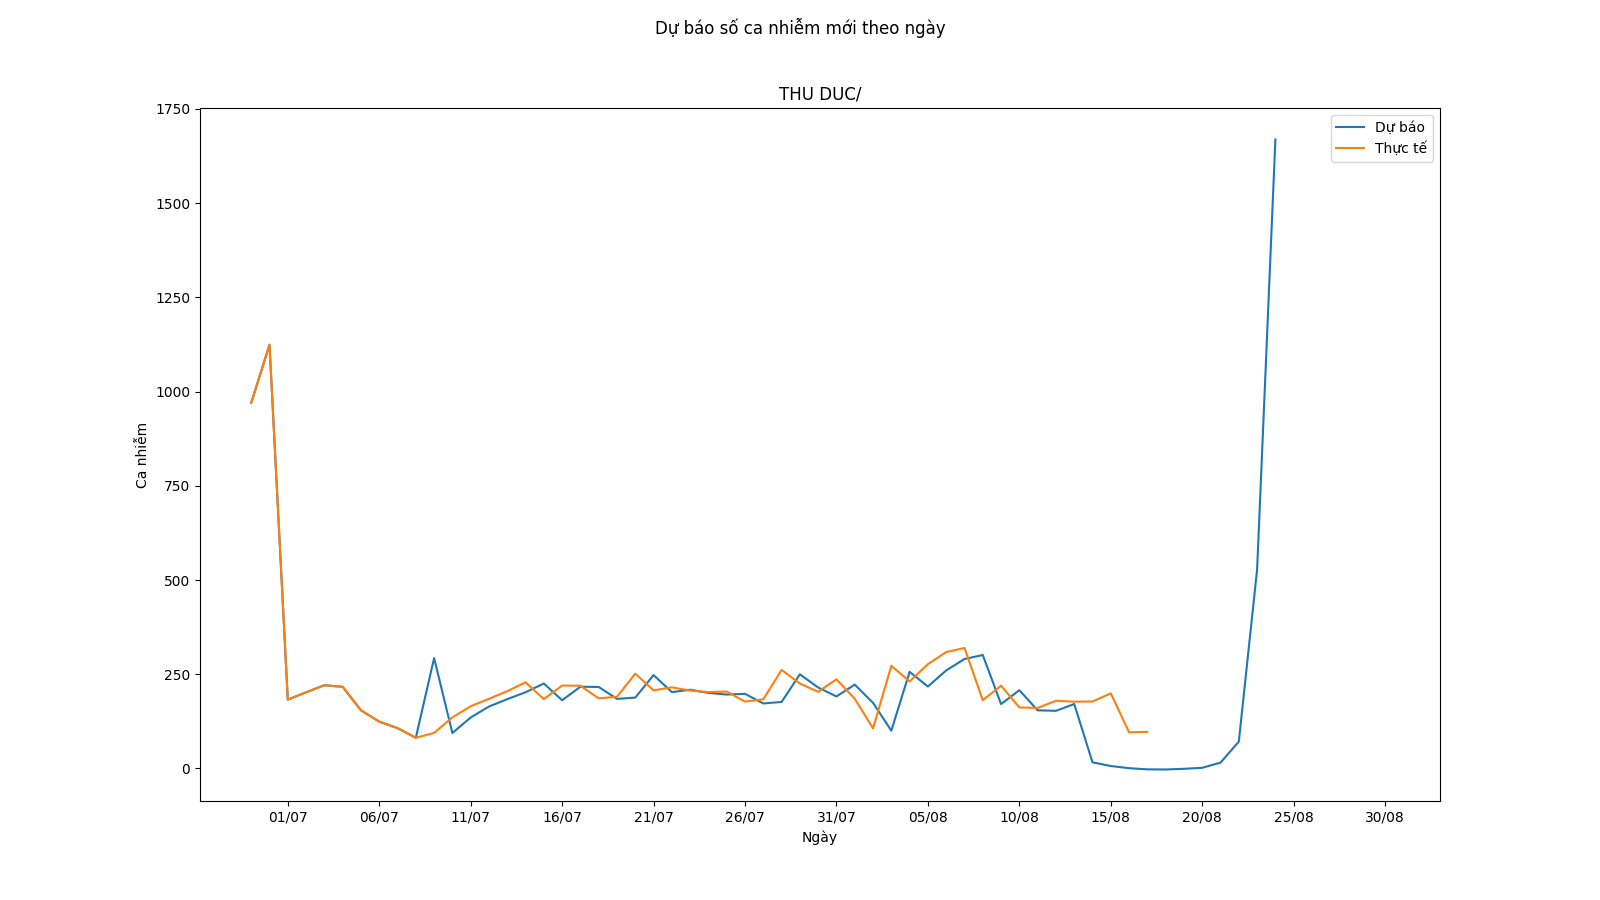 Dự báo số ca nhiễm mới theo ngày
THU DUC/
1750
1500
1250
1000
750
500
250
0
Ca nhiễm
Dự báo
Thực tế
01/07 06/07 11/07 16/07 21/07 26/07 31/07 05/08 10/08 15/08 20/08 25/08 30/08
Ngày